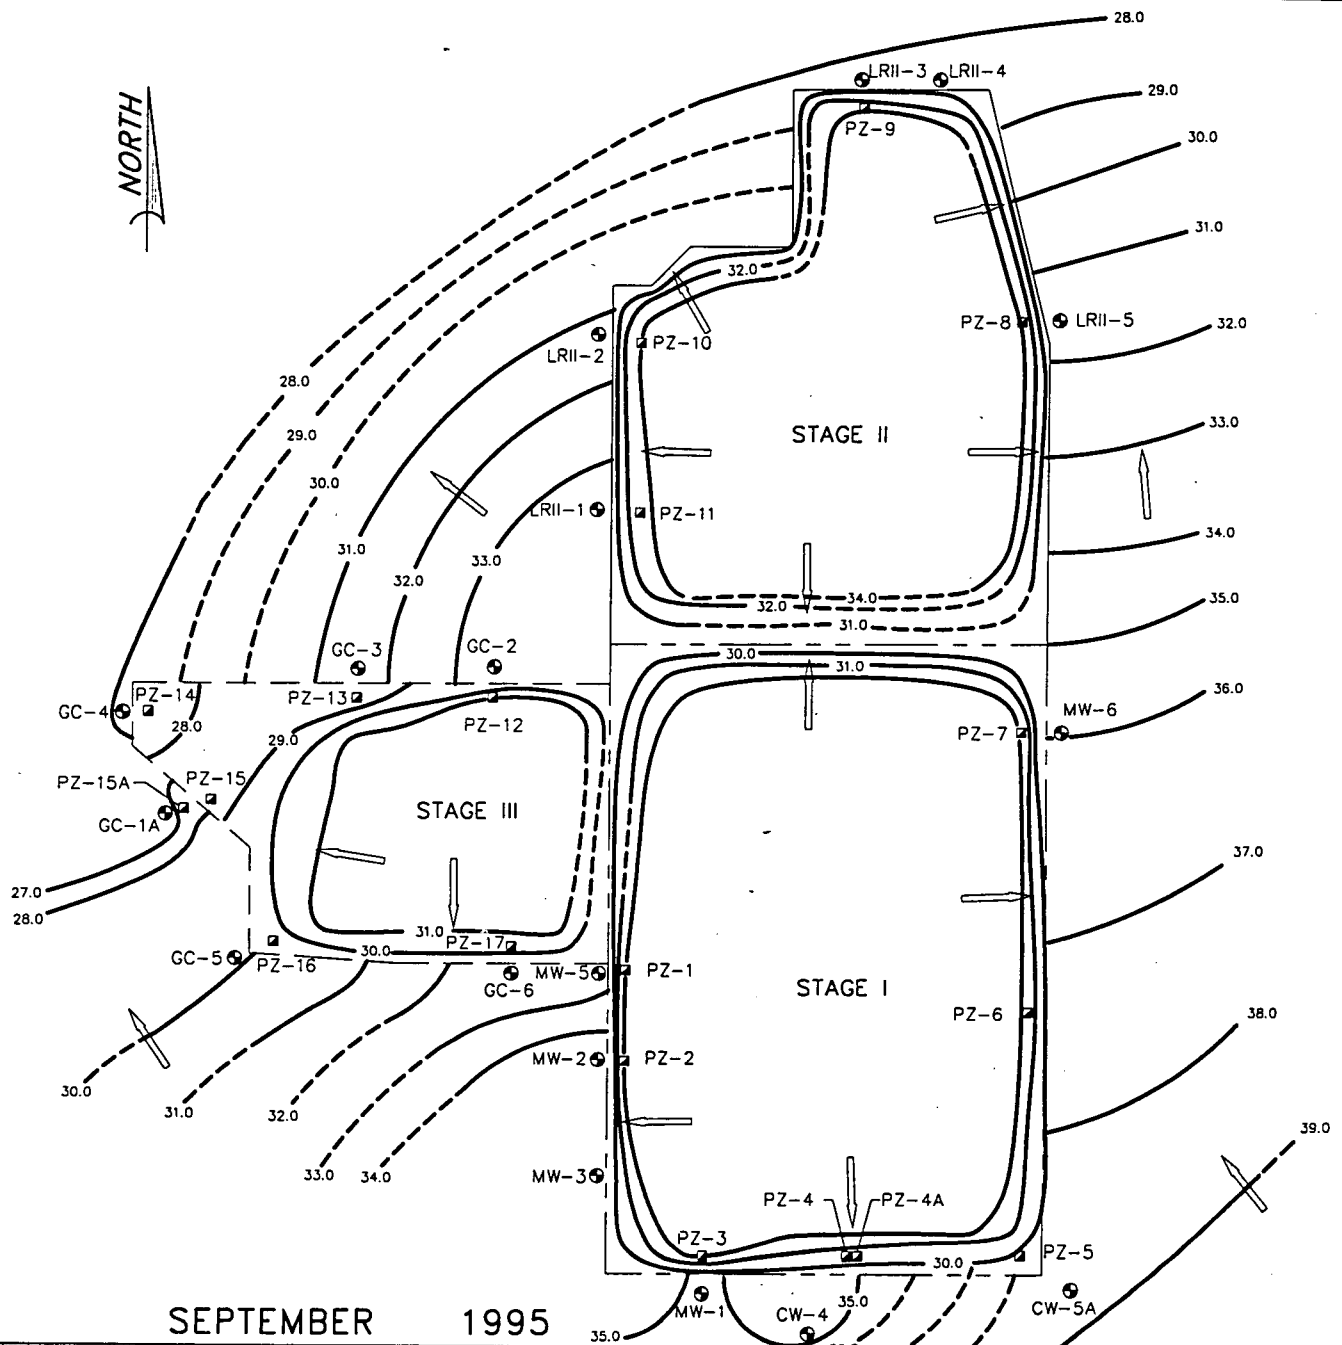 28.0
LRII-3
LRII-4
29.0
NORTH
PZ-9
30.0
31.0
32.0
PZ-8
LRII-5
32.0
LRII-2
PZ-10
28.0
33.0
STAGE II
29.0
30.0
LRII-1
PZ-11
34.0
31.0
33.0
32.0
34.0
32.0
35.0
31.0
GC-3
GC-2
30.0
31.0
PZ-14
PZ-13
36.0
GC-4
PZ-12
MW-6
28.0
29.0
PZ-7
PZ-15A
PZ-15
STAGE III
GC-1A
37.0
27.0
28.0
31.0
PZ-17
30.0
GC-5
PZ-16
MW-5
PZ-1
GC-6
STAGE I
PZ-6
38.0
MW-2
PZ-2
30.0
31.0
32.0
39.0
33.0
34.0
MW-3
PZ-4
PZ-4A
PZ-3
PZ-5
30.0
MW-1
35.0
CW-4
CW-5A
SEPTEMBER 1995
35.0